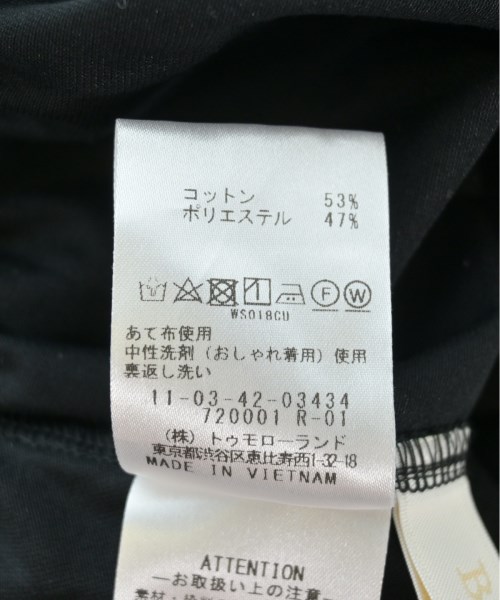 コットン 53%
ポリエステル 47%
F W
WS018CU
あて布使用
中性洗剤（おしゃれ着用）使用
裏返し洗い
11-03-42-03434
720001 R-01
（株）トゥモローランド
東京都渋谷区恵比寿西1-32-18
MADE IN VIETNAM
ATTENTION
―お取扱い上の注意―
B